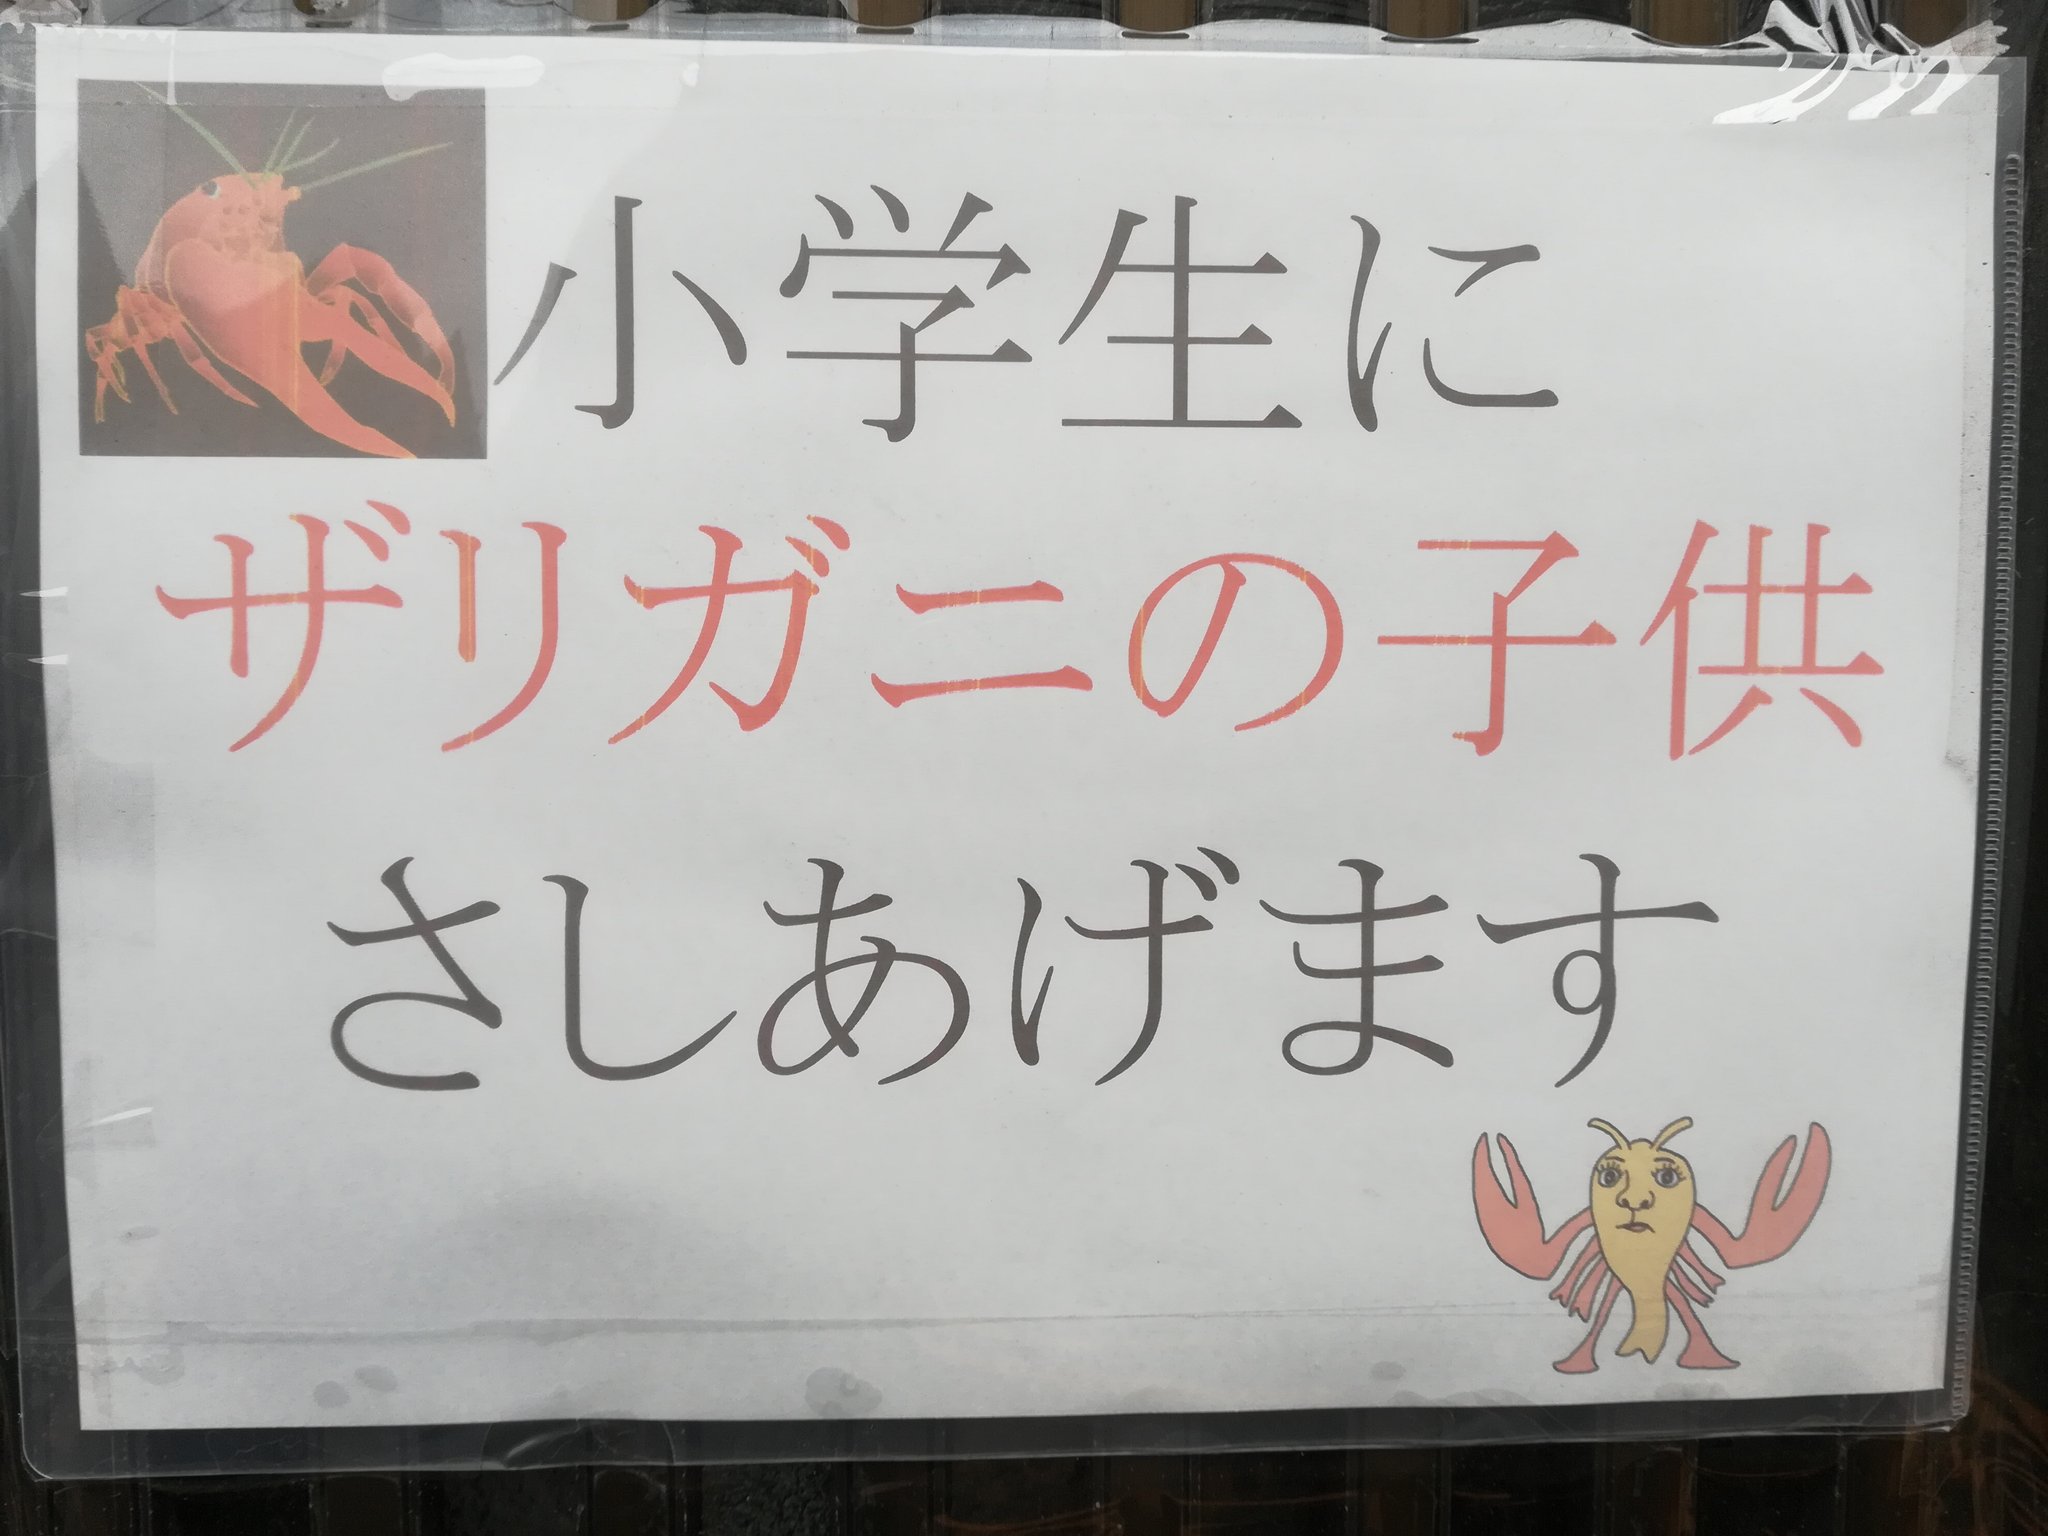 小学生に
ザリガニの子供
さしあげます